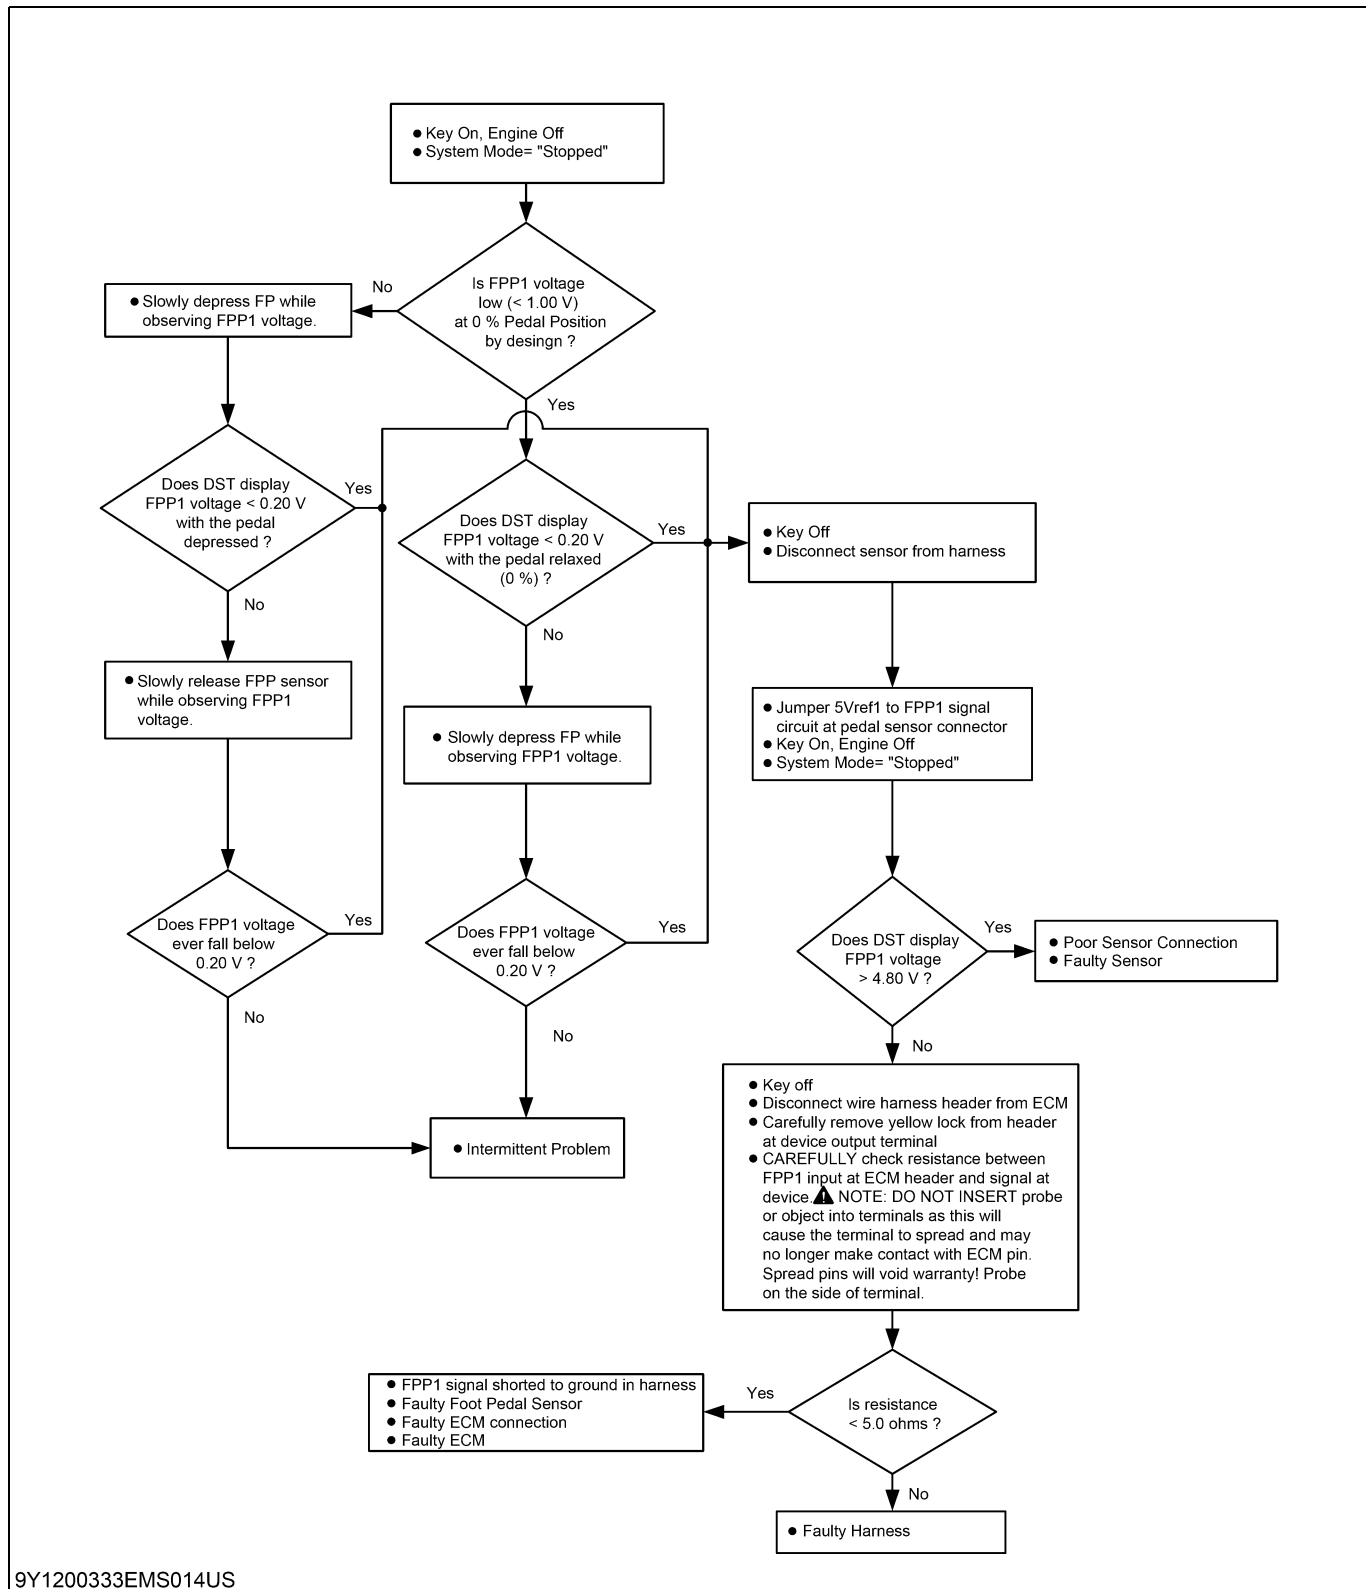 ● Key On, Engine Off
● System Mode= "Stopped"
Is FPP1 voltage
low (< 1.00 V)
at 0 % Pedal Position
by desingn ?
No
Yes
● Slowly depress FP while
observing FPP1 voltage.
Does DST display
FPP1 voltage < 0.20 V
with the pedal
depressed ?
Yes
No
Does DST display
FPP1 voltage < 0.20 V
with the pedal relaxed
(0 %) ?
Yes
No
● Key Off
● Disconnect sensor from harness
● Slowly release FPP sensor
while observing FPP1
voltage.
● Slowly depress FP while
observing FPP1 voltage.
● Jumper 5Vref1 to FPP1 signal
circuit at pedal sensor connector
● Key On, Engine Off
● System Mode= "Stopped"
Does FPP1 voltage
ever fall below
0.20 V ?
Yes
No
Does FPP1 voltage
ever fall below
0.20 V ?
Yes
No
Does DST display
FPP1 voltage
> 4.80 V ?
Yes
No
● Poor Sensor Connection
● Faulty Sensor
● Intermittent Problem
● Key off
● Disconnect wire harness header from ECM
● Carefully remove yellow lock from header
at device output terminal
● CAREFULLY check resistance between
FPP1 input at ECM header and signal at
device. NOTE: DO NOT INSERT probe
or object into terminals as this will
cause the terminal to spread and may
no longer make contact with ECM pin.
Spread pins will void warranty! Probe
on the side of terminal.
Is resistance
< 5.0 ohms ?
Yes
No
● FPP1 signal shorted to ground in harness
● Faulty Foot Pedal Sensor
● Faulty ECM connection
● Faulty ECM
● Faulty Harness
9Y1200333EMS014US